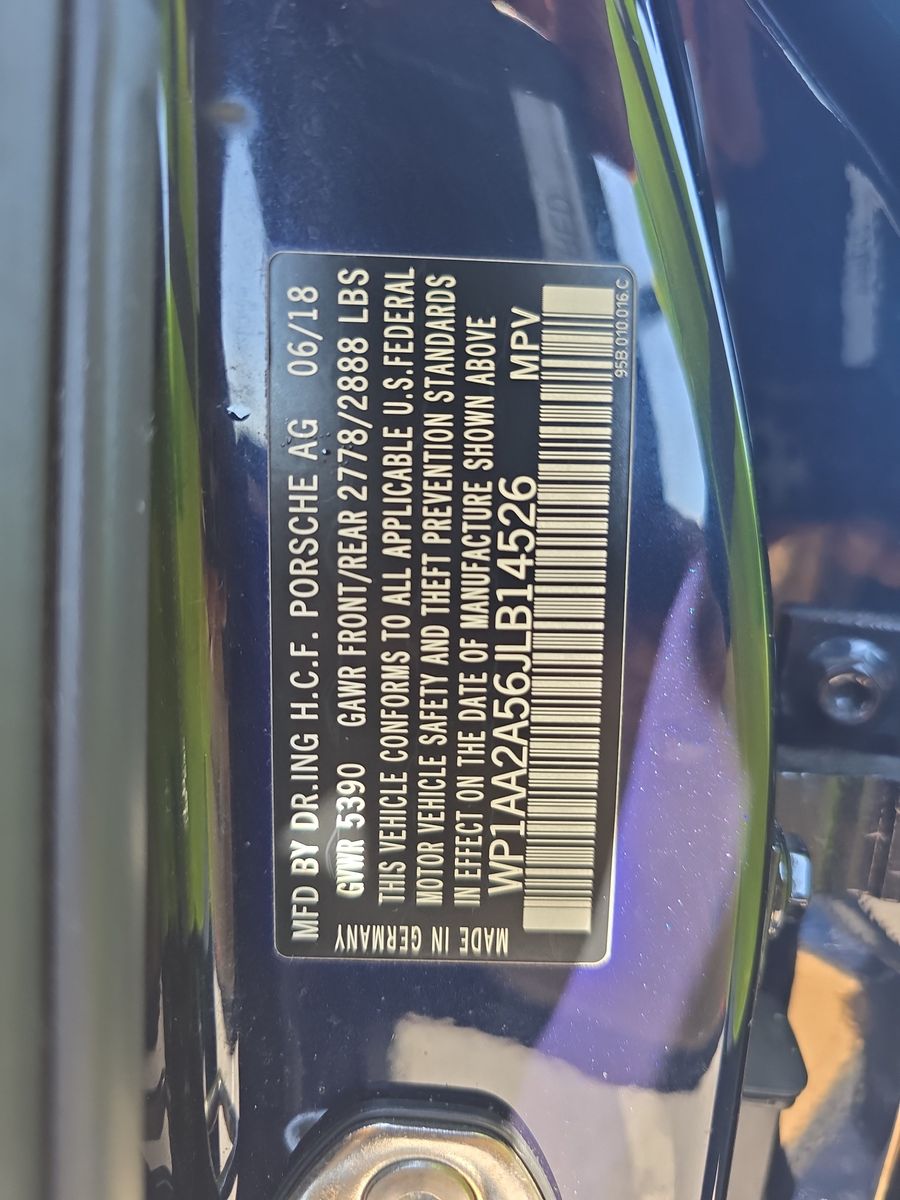 MFD BY DR.ING H.C.F. PORSCHE AG 06/18
GVWR 5390 GAWR FRONT/REAR 2778/2888 LBS
THIS VEHICLE CONFORMS TO ALL APPLICABLE U.S.FEDERAL
MOTOR VEHICLE SAFETY AND THEFT PREVENTION STANDARDS
IN EFFECT ON THE DATE OF MANUFACTURE SHOWN ABOVE
WP1AA2A56JLB14526 MPV
MADE IN GERMANY
95B.010.016.C